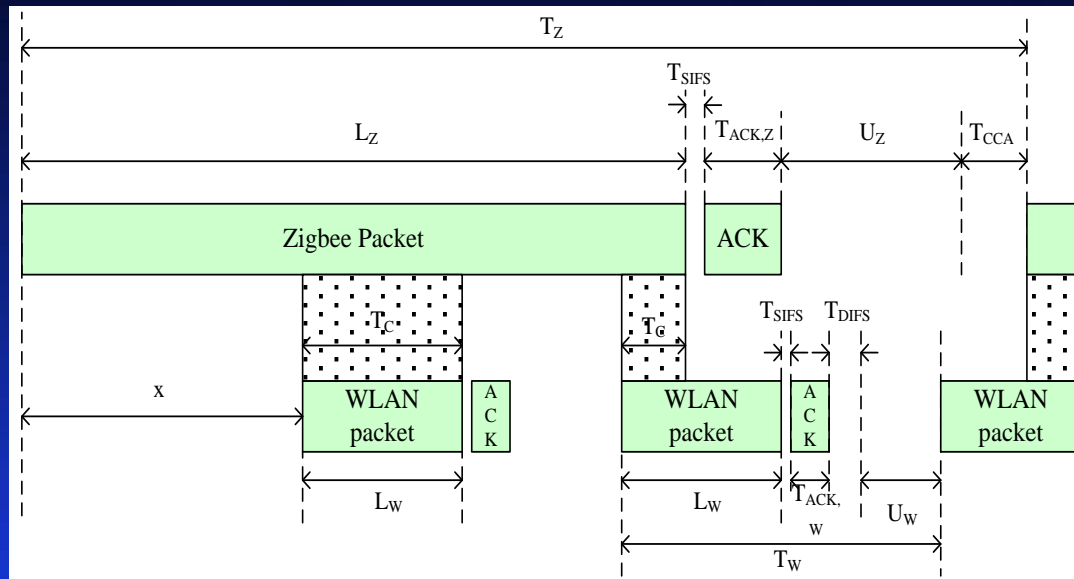 T_Z
T_SIFS
L_Z
T_ACK,Z
U_Z
T_CCA
Zigbee Packet
ACK
T_C
T_C
T_SIFS
T_DIFS
x
WLAN
packet
A
C
K
WLAN
packet
A
C
K
WLAN
packet
L_W
L_W
T_ACK,
W
U_W
T_W